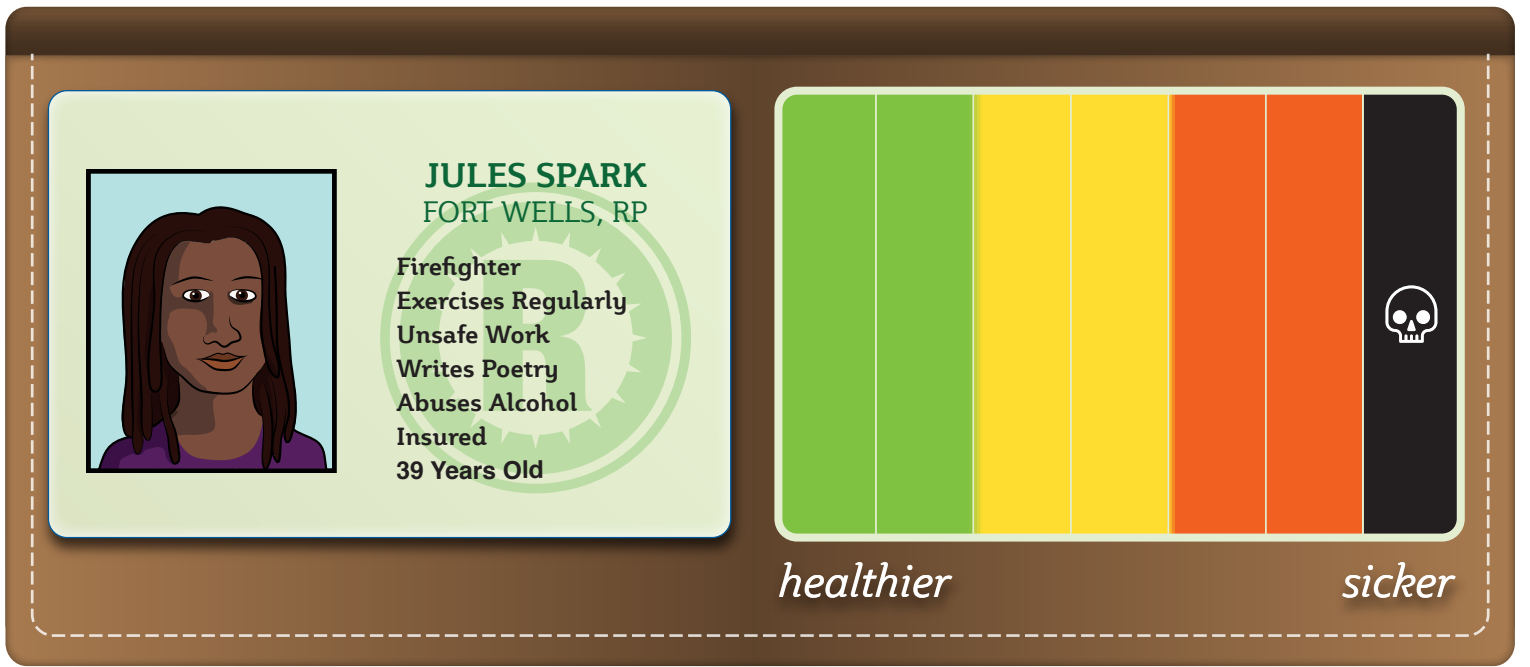 JULES SPARK
FORT WELLS, RP
Firefighter
Exercises Regularly
Unsafe Work
Writes Poetry
Abuses Alcohol
Insured
39 Years Old
R
healthier
sicker